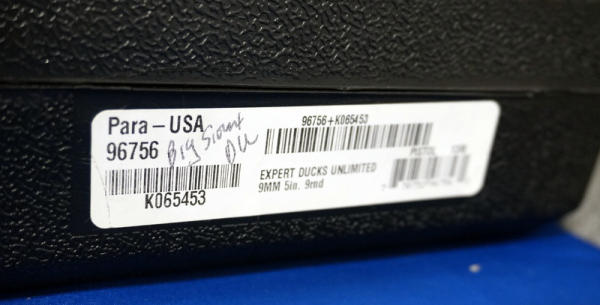 Para-USA
96756 Big Sioux DU
K065453
96756+K065453
EXPERT DUCKS UNLIMITED
9MM 5in. 9rnd
PISTOL